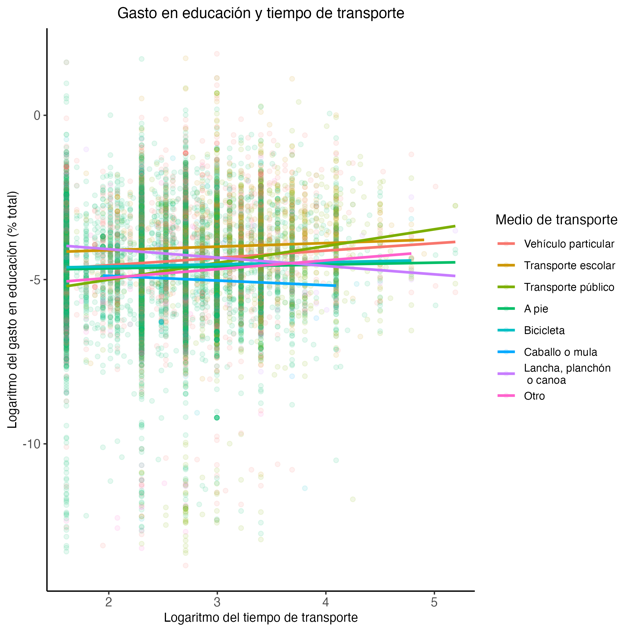 Gasto en educación y tiempo de transporte
Logaritmo del gasto en educación (% total)
0
-5
-10
2
3
4
5
Logaritmo del tiempo de transporte
Medio de transporte
Vehículo particular
Transporte escolar
Transporte público
A pie
Bicicleta
Caballo o mula
Lancha, planchón
o canoa
Otro